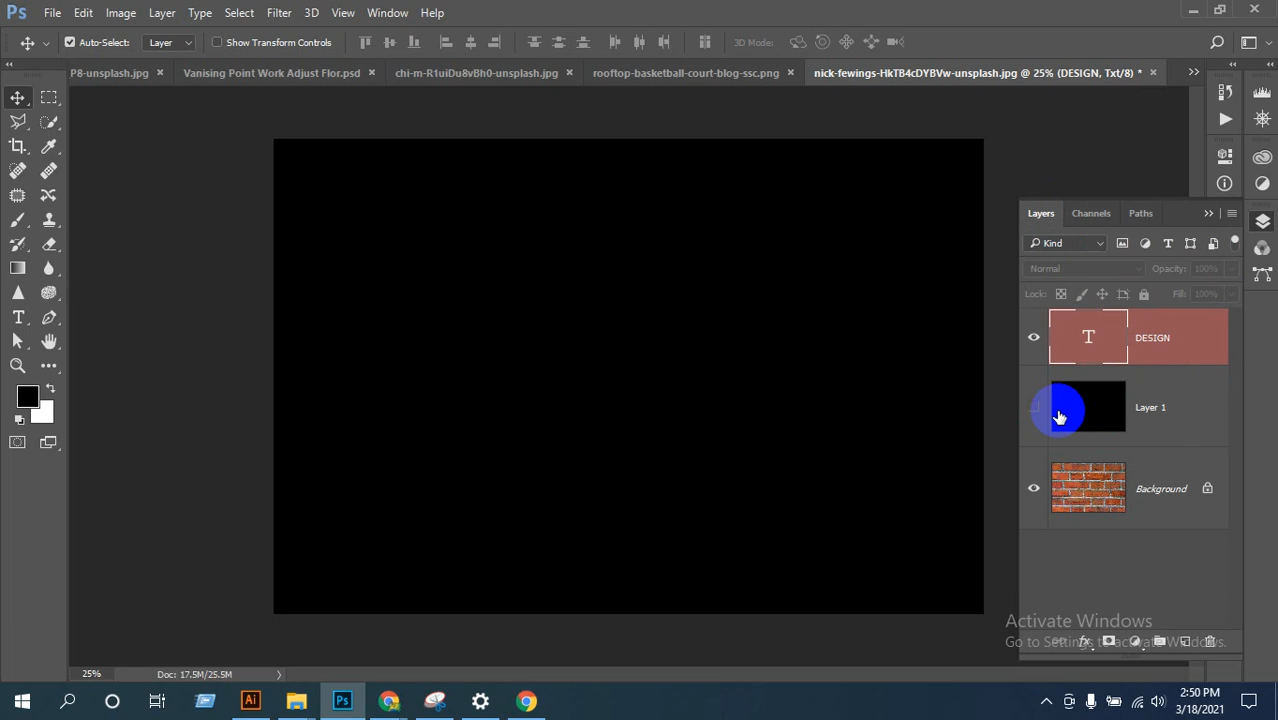 Ps File Edit Image Layer Type Select Filter 3D View Window Help
Auto-Select: Layer Show Transform Controls 3D Mode:
P8-unsplash.jpg × Vanising Point Work Adjust Flor.psd × chi-m-R1uiDu8vBh0-unsplash.jpg × rooftop-basketball-court-blog-ssc.png × nick-fewings-HkTB4cDYBVw-unsplash.jpg @ 25% (DESIGN, Txt/8) * ×
Layers Channels Paths
Kind
Normal Opacity: 100%
Lock: Fill: 100%
T DESIGN
Layer 1
Background
Activate Windows
Go to Settings to activate Windows.
fx
25% Doc: 17.5M/25.5M
Ai Ps
2:50 PM
3/18/2021